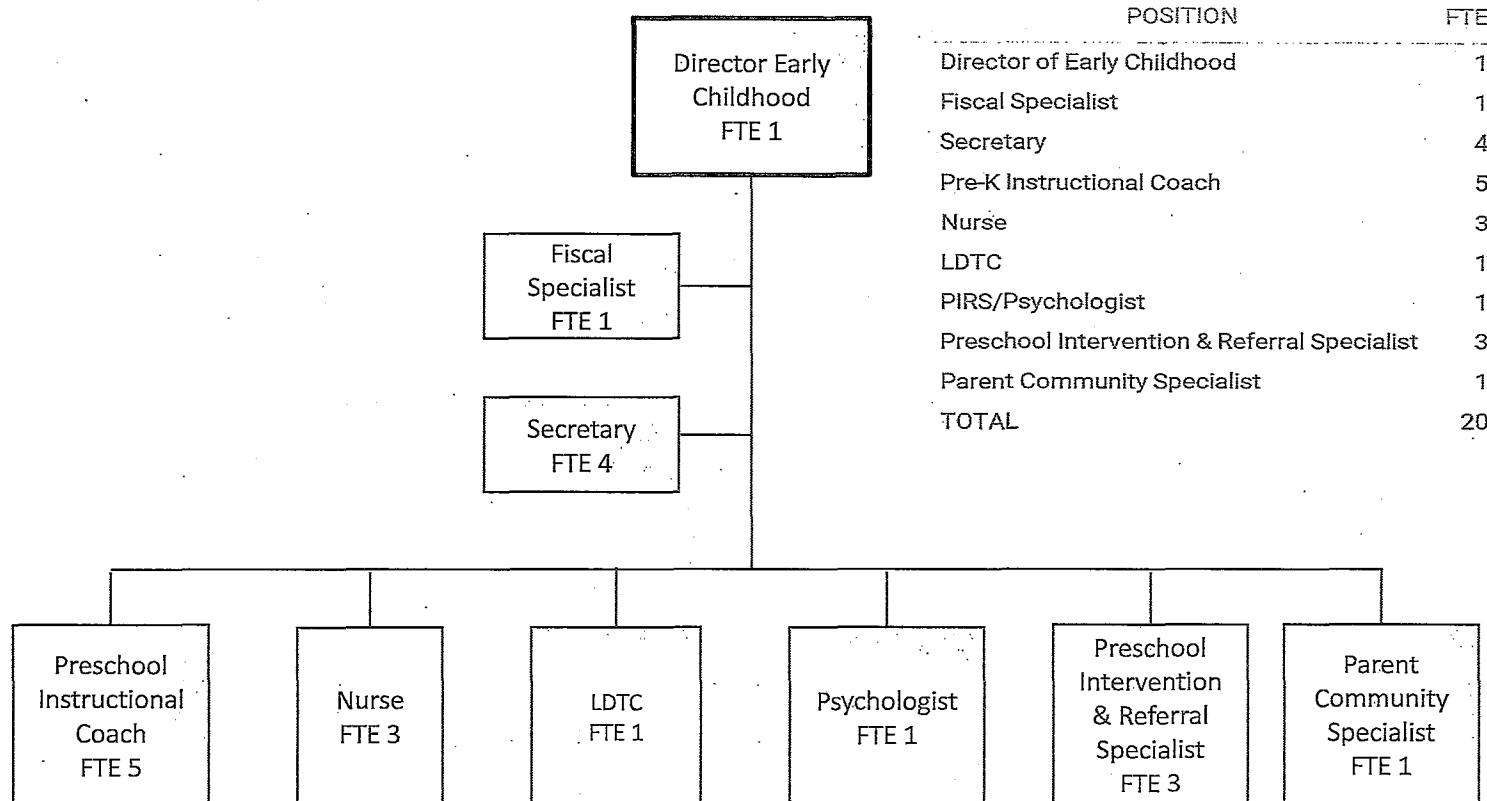 Director Early
Childhood
FTE 1
POSITION FTE
Director of Early Childhood 1
Fiscal Specialist 1
Secretary 4
Pre-K Instructional Coach 5
Nurse 3
LDTC 1
PIRS/Psychologist 1
Preschool Intervention & Referral Specialist 3
Parent Community Specialist 1
TOTAL 20
Fiscal
Specialist
FTE 1
Secretary
FTE 4
Preschool
Instructional
Coach
FTE 5
Nurse
FTE 3
LDTC
FTE 1
Psychologist
FTE 1
Preschool
Intervention
& Referral
Specialist
FTE 3
Parent
Community
Specialist
FTE 1